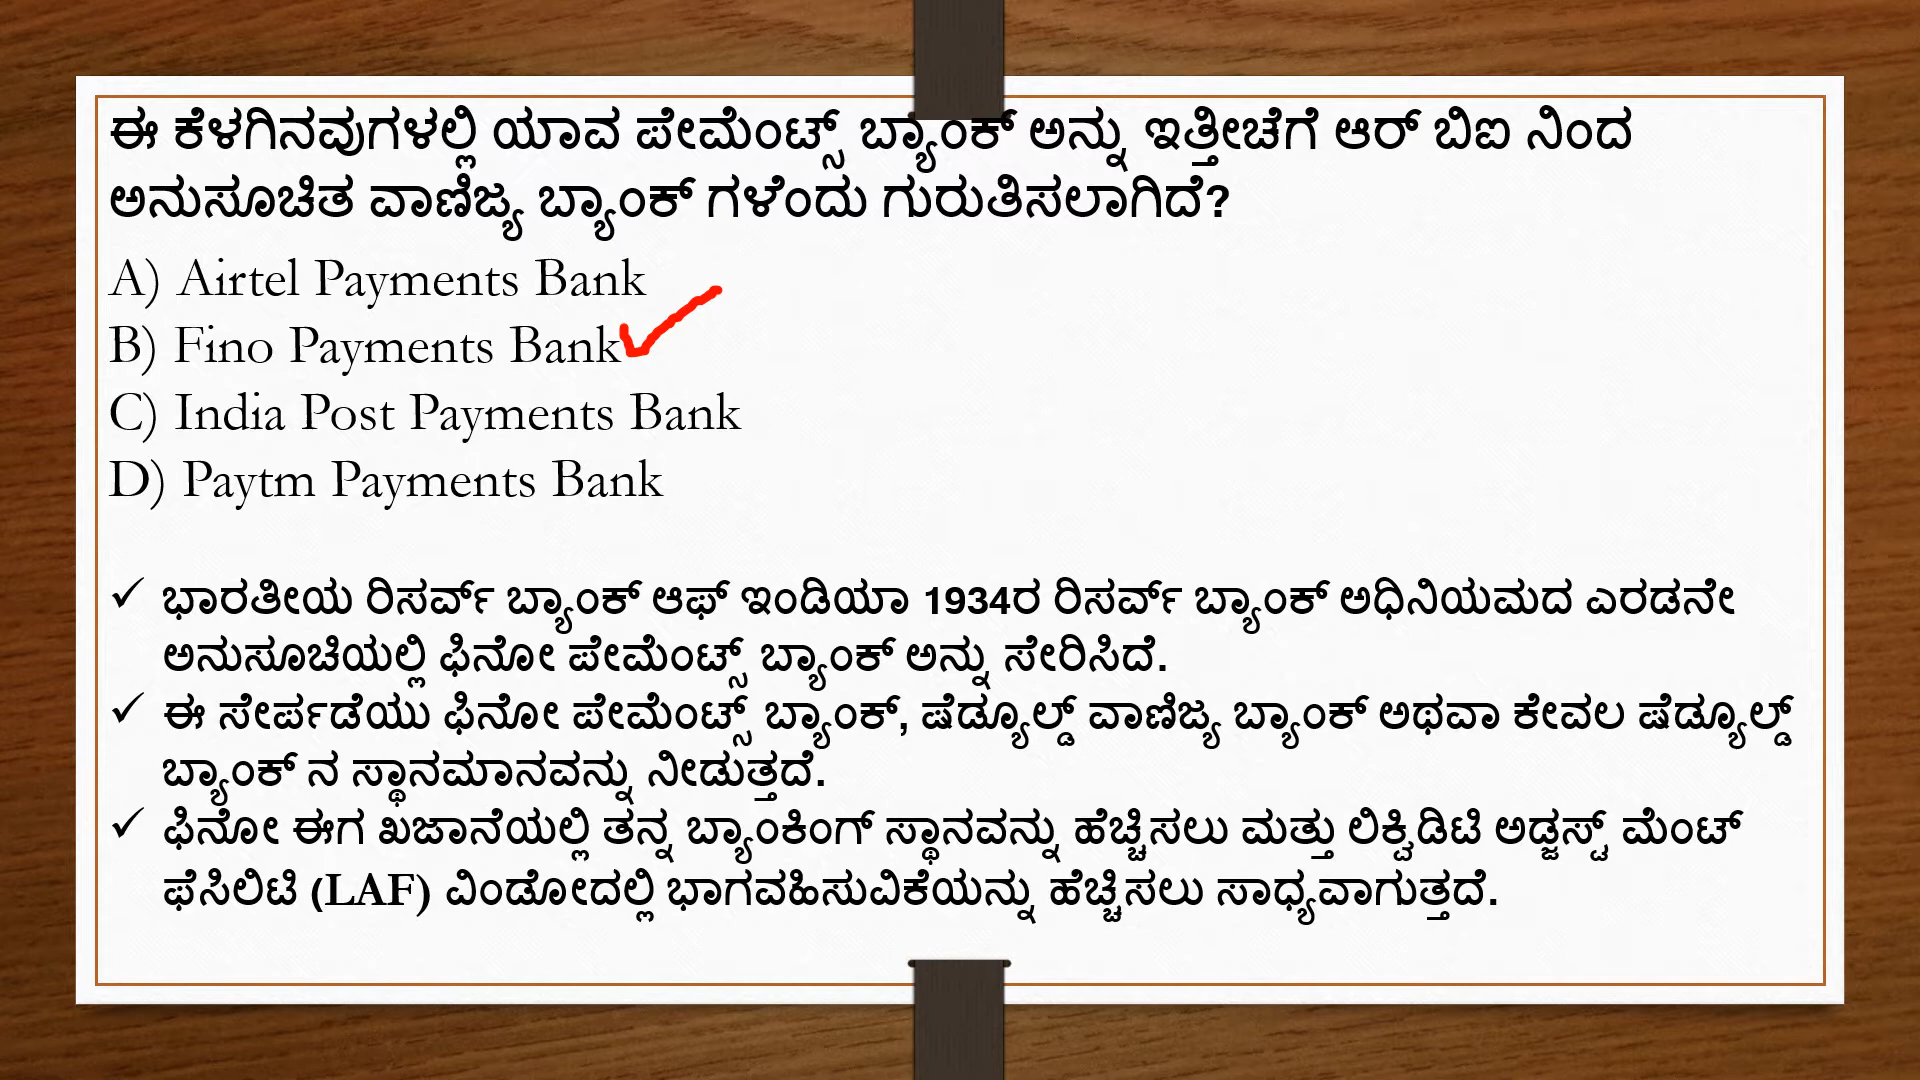 ಈ ಕೆಳಗಿನವುಗಳಲ್ಲಿ ಯಾವ ಪೇಮೆಂಟ್ಸ್ ಬ್ಯಾಂಕ್ ಅನ್ನು ಇತ್ತೀಚೆಗೆ ಆರ್ ಬಿಐ ನಿಂದ
ಅನುಸೂಚಿತ ವಾಣಿಜ್ಯ ಬ್ಯಾಂಕ್ ಗಳೆಂದು ಗುರುತಿಸಲಾಗಿದೆ?
A) Airtel Payments Bank
B) Fino Payments Bank
C) India Post Payments Bank
D) Paytm Payments Bank
✓ ಭಾರತೀಯ ರಿಸರ್ವ್ ಬ್ಯಾಂಕ್ ಆಫ್ ಇಂಡಿಯಾ 1934ರ ರಿಸರ್ವ್ ಬ್ಯಾಂಕ್ ಅಧಿನಿಯಮದ ಎರಡನೇ
ಅನುಸೂಚಿಯಲ್ಲಿ ಫಿನೋ ಪೇಮೆಂಟ್ಸ್ ಬ್ಯಾಂಕ್ ಅನ್ನು ಸೇರಿಸಿದೆ.
✓ ಈ ಸೇರ್ಪಡೆಯು ಫಿನೋ ಪೇಮೆಂಟ್ಸ್ ಬ್ಯಾಂಕ್, ಷೆಡ್ಯೂಲ್ಡ್ ವಾಣಿಜ್ಯ ಬ್ಯಾಂಕ್ ಅಥವಾ ಕೇವಲ ಷೆಡ್ಯೂಲ್ಡ್
ಬ್ಯಾಂಕ್ ನ ಸ್ಥಾನಮಾನವನ್ನು ನೀಡುತ್ತದೆ.
✓ ಫಿನೋ ಈಗ ಖಜಾನೆಯಲ್ಲಿ ತನ್ನ ಬ್ಯಾಂಕಿಂಗ್ ಸ್ಥಾನವನ್ನು ಹೆಚ್ಚಿಸಲು ಮತ್ತು ಲಿಕ್ವಿಡಿಟಿ ಅಡ್ಜಸ್ಟ್ ಮೆಂಟ್
ಫೆಸಿಲಿಟಿ (LAF) ವಿಂಡೋದಲ್ಲಿ ಭಾಗವಹಿಸುವಿಕೆಯನ್ನು ಹೆಚ್ಚಿಸಲು ಸಾಧ್ಯವಾಗುತ್ತದೆ.